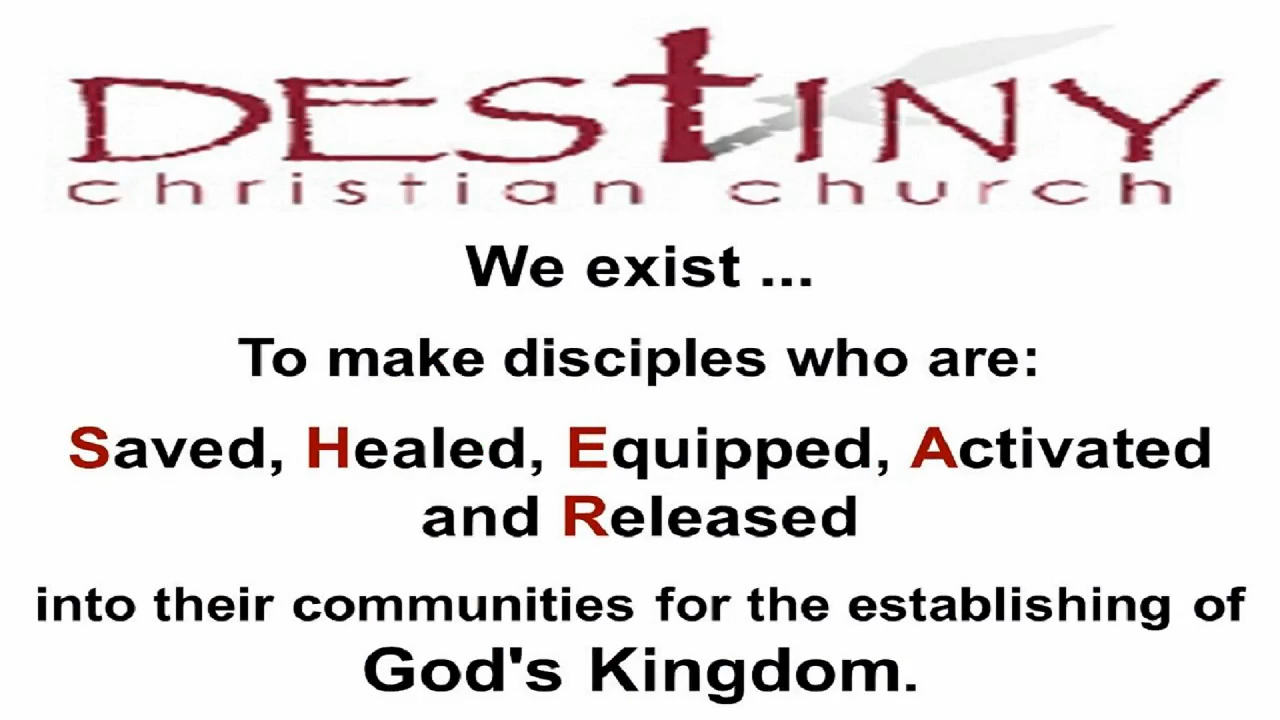 DEStINY
christian church
We exist ...
To make disciples who are:
Saved, Healed, Equipped, Activated
and Released
into their communities for the establishing of
God's Kingdom.